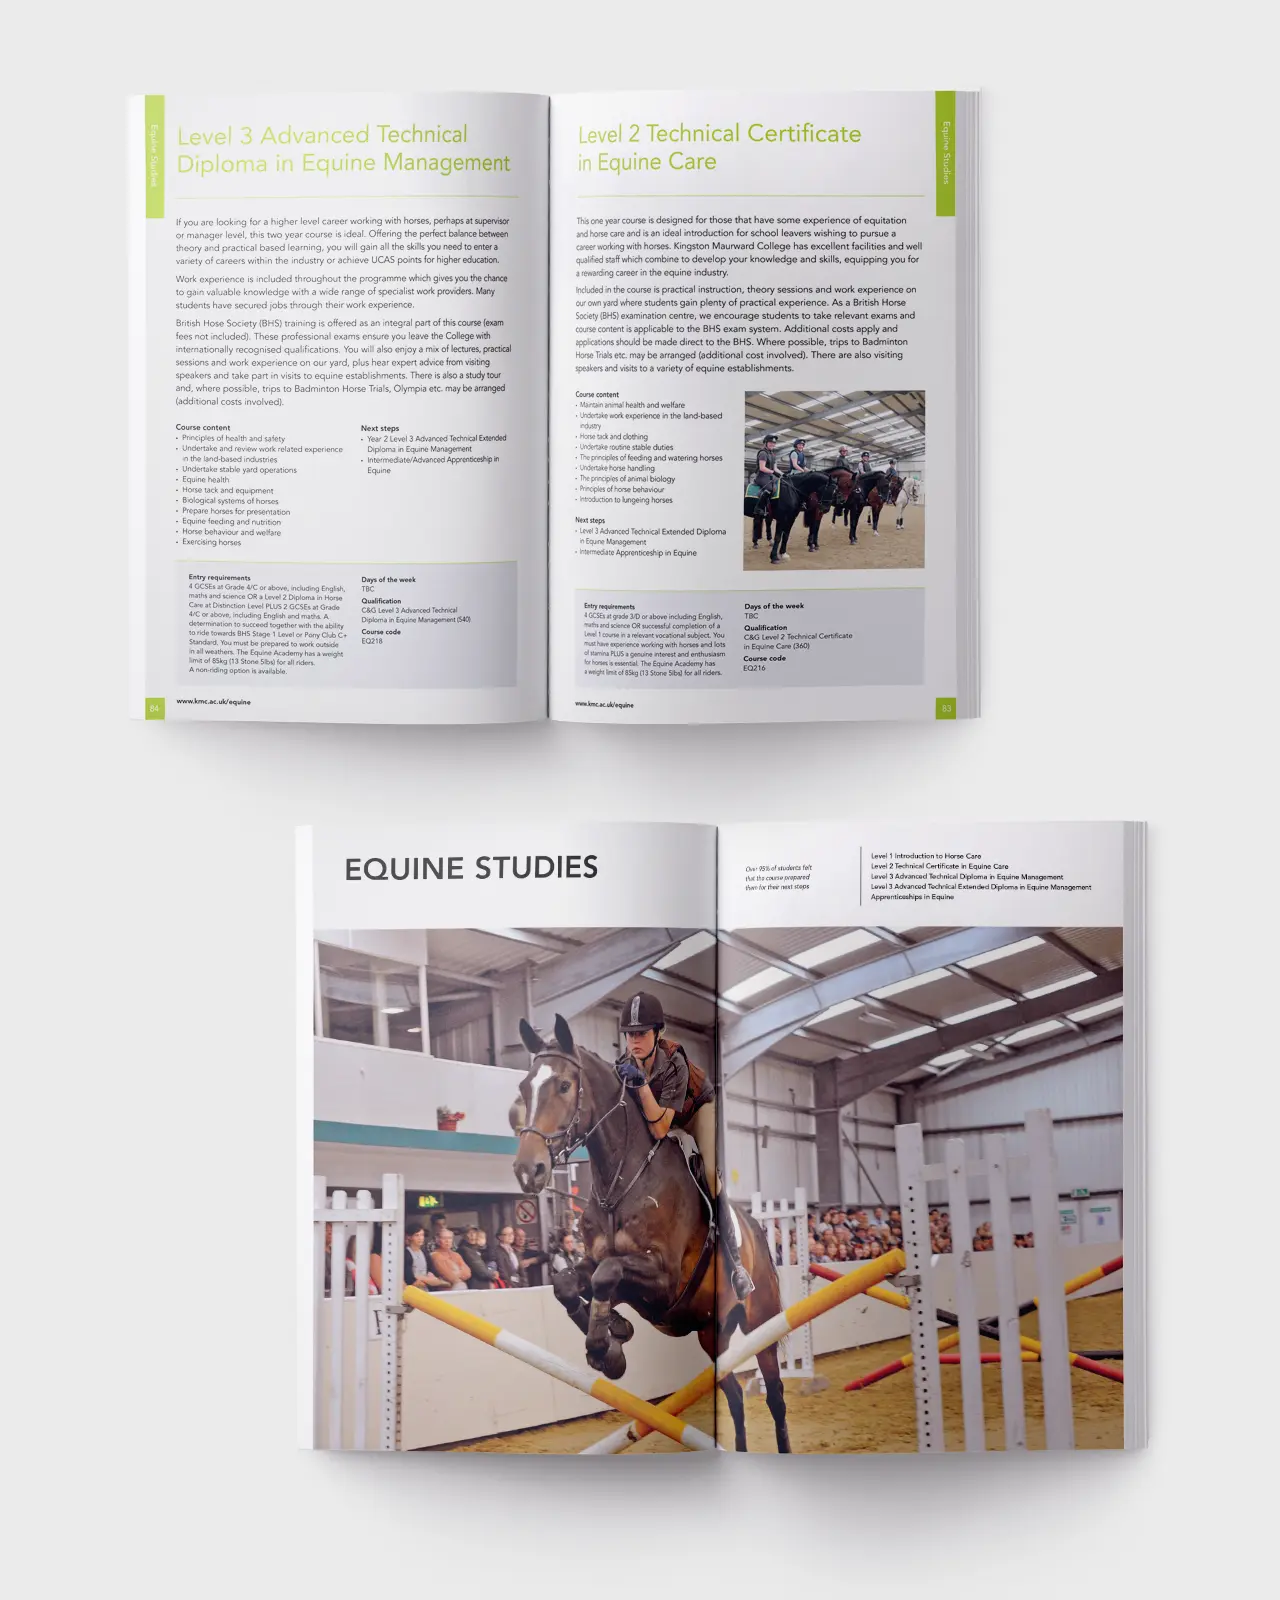 Equine Studies
Level 3 Advanced Technical
Diploma in Equine Management
If you are looking for a higher level career working with horses, perhaps at supervisor
or manager level, this two year course is ideal. Offering the perfect balance between
theory and practical based learning, you will gain all the skills you need to enter a
variety of careers within the industry or achieve UCAS points for higher education.
Work experience is included throughout the programme which gives you the chance
to gain valuable knowledge with a wide range of specialist work providers. Many
students have secured jobs through their work experience.
British Hose Society (BHS) training is offered as an integral part of this course (exam
fees not included). These professional exams ensure you leave the College with
internationally recognised qualifications. You will also enjoy a mix of lectures, practical
sessions and work experience on our yard, plus hear expert advice from visiting
speakers and take part in visits to equine establishments. There is also a study tour
and, where possible, trips to Badminton Horse Trials, Olympia etc. may be arranged
(additional costs involved).
Course content
• Principles of health and safety
• Undertake and review work related experience
in the land-based industries
• Undertake stable yard operations
• Equine health
• Horse tack and equipment
• Biological systems of horses
• Prepare horses for presentation
• Equine feeding and nutrition
• Horse behaviour and welfare
• Exercising horses
Next steps
• Year 2 Level 3 Advanced Technical Extended
Diploma in Equine Management
• Intermediate/Advanced Apprenticeship in
Equine
Entry requirements
4 GCSEs at Grade 4/C or above, including English,
maths and science OR a Level 2 Diploma in Horse
Care at Distinction Level PLUS 2 GCSEs at Grade
4/C or above, including English and maths. A
determination to succeed together with the ability
to ride towards BHS Stage 1 Level or Pony Club C+
Standard. You must be prepared to work outside
in all weathers. The Equine Academy has a weight
limit of 85kg (13 Stone 5lbs) for all riders.
A non-riding option is available.
Days of the week
TBC
Qualification
C&G Level 3 Advanced Technical
Diploma in Equine Management (540)
Course code
EQ218
84
www.kmc.ac.uk/equine
Level 2 Technical Certificate
in Equine Care
Equine Studies
This one year course is designed for those that have some experience of equitation
and horse care and is an ideal introduction for school leavers wishing to pursue a
career working with horses. Kingston Maurward College has excellent facilities and well
qualified staff which combine to develop your knowledge and skills, equipping you for
a rewarding career in the equine industry.
Included in the course is practical instruction, theory sessions and work experience on
our own yard where students gain plenty of practical experience. As a British Horse
Society (BHS) examination centre, we encourage students to take relevant exams and
course content is applicable to the BHS exam system. Additional costs apply and
applications should be made direct to the BHS. Where possible, trips to Badminton
Horse Trials etc. may be arranged (additional cost involved). There are also visiting
speakers and visits to a variety of equine establishments.
Course content
• Maintain animal health and welfare
• Undertake work experience in the land-based
industry
• Horse tack and clothing
• Undertake routine stable duties
• The principles of feeding and watering horses
• Undertake horse handling
• The principles of animal biology
• Principles of horse behaviour
• Introduction to lungeing horses
Next steps
• Level 3 Advanced Technical Extended Diploma
in Equine Management
• Intermediate Apprenticeship in Equine
Entry requirements
4 GCSEs at grade 3/D or above including English,
maths and science OR successful completion of a
Level 1 course in a relevant vocational subject. You
must have experience working with horses and lots
of stamina PLUS a genuine interest and enthusiasm
for horses is essential. The Equine Academy has
a weight limit of 85kg (13 Stone 5lbs) for all riders.
Days of the week
TBC
Qualification
C&G Level 2 Technical Certificate
in Equine Care (360)
Course code
EQ216
www.kmc.ac.uk/equine
83
EQUINE STUDIES
Over 95% of students felt
that the course prepared
them for their next steps
Level 1 Introduction to Horse Care
Level 2 Technical Certificate in Equine Care
Level 3 Advanced Technical Diploma in Equine Management
Level 3 Advanced Technical Extended Diploma in Equine Management
Apprenticeships in Equine